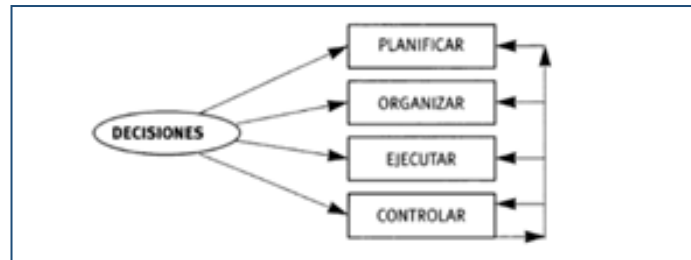 PLANIFICAR
ORGANIZAR
DECISIONES
EJECUTAR
CONTROLAR